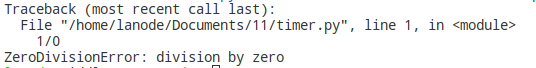 Traceback (most recent call last):
  File "/home/lanode/Documents/11/timer.py", line 1, in <module>
    1/0
ZeroDivisionError: division by zero